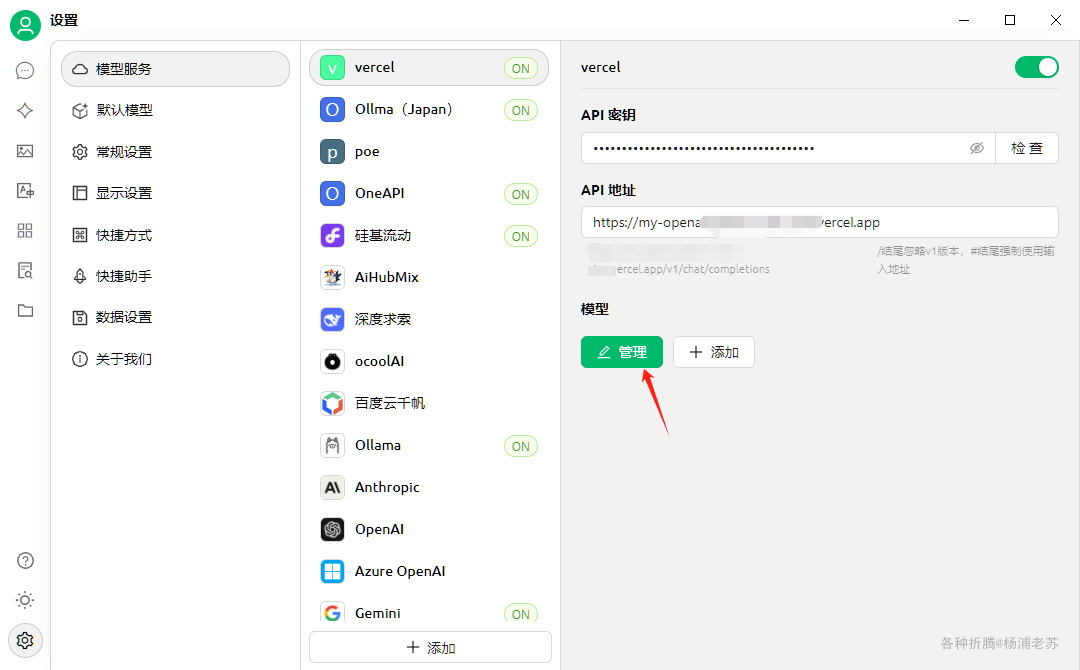 设置
模型服务
默认模型
常规设置
显示设置
快捷方式
快捷助手
数据设置
关于我们
v vercel ON
O Ollma（Japan） ON
p poe
O OneAPI ON
硅基流动 ON
AiHubMix
深度求索
ocoolAI
百度云千帆
Ollama ON
A\ Anthropic
OpenAI
Azure OpenAI
G Gemini ON
添加
vercel
API 密钥
••••••••••••••••••••••••••••••••••••••• 检 查
API 地址
https://my-opena vercel.app
/结尾忽略v1版本，#结尾强制使用输
ercel.app/v1/chat/completions
入地址
模型
管理
添加
各种折腾@杨浦老苏